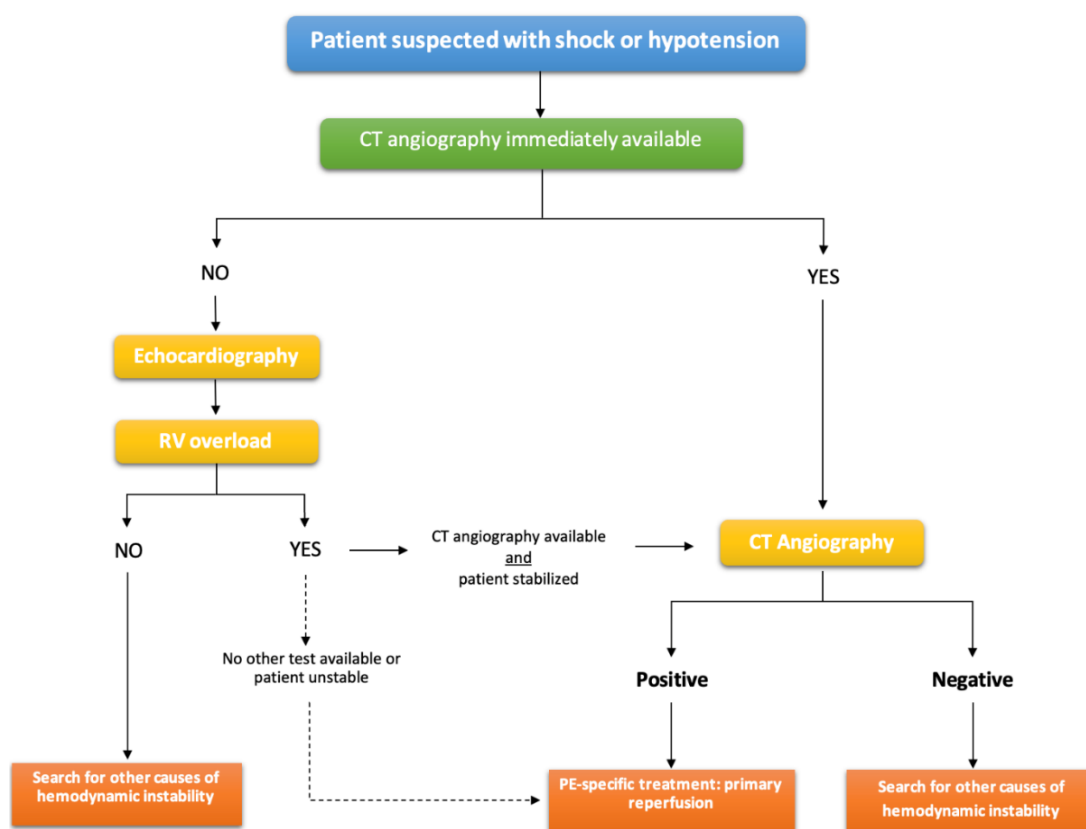 Patient suspected with shock or hypotension
CT angiography immediately available
NO
YES
Echocardiography
RV overload
NO
YES
CT angiography available
and
patient stabilized
CT Angiography
No other test available or
patient unstable
Positive
Negative
Search for other causes of
hemodynamic instability
PE-specific treatment: primary
reperfusion
Search for other causes of
hemodynamic instability